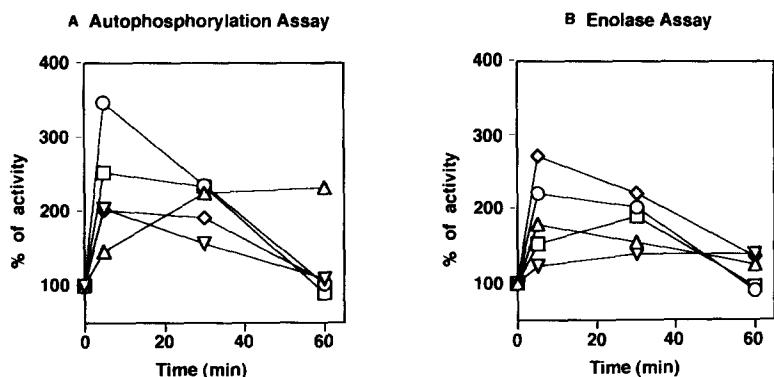 A Autophosphorylation Assay
400
300
200
100
% of activity
0 20 40 60
Time (min)
B Enolase Assay
400
300
200
100
% of activity
0 20 40 60
Time (min)